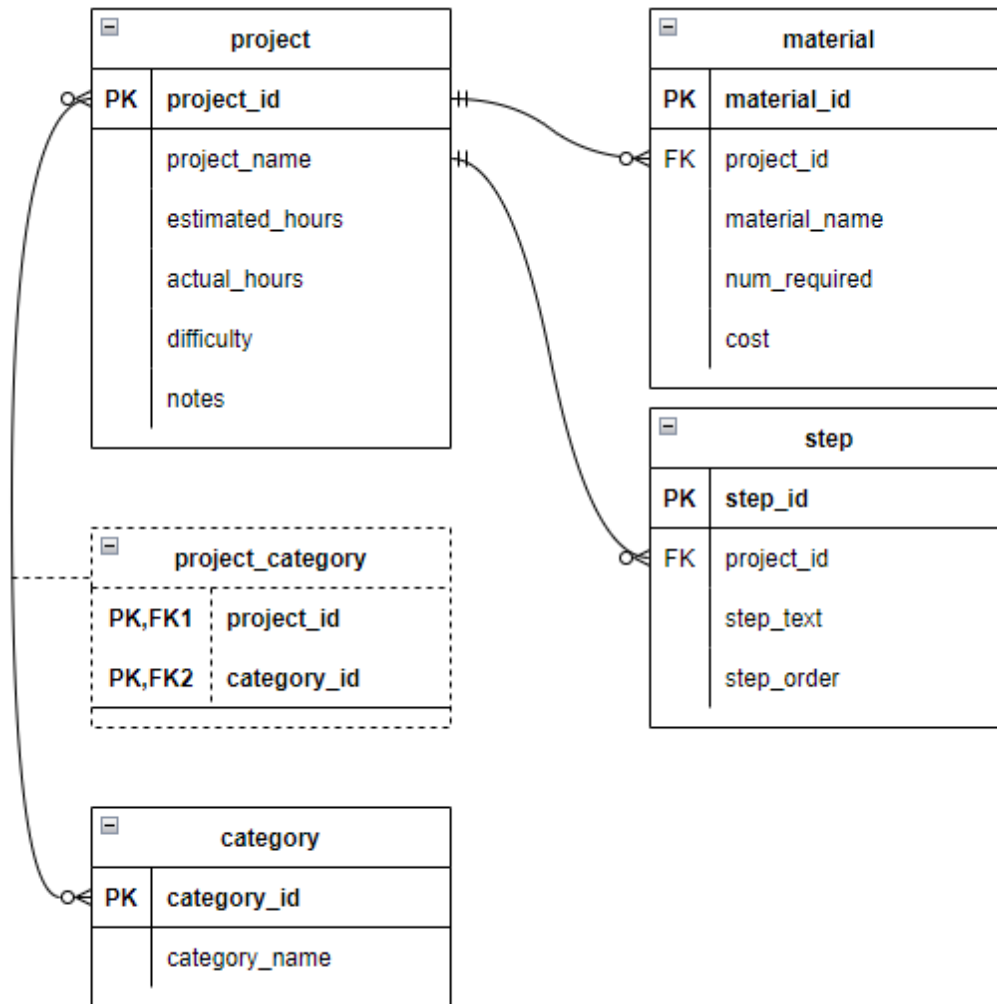 project
PK project_id
project_name
estimated_hours
actual_hours
difficulty
notes
material
PK material_id
FK project_id
material_name
num_required
cost
step
PK step_id
FK project_id
step_text
step_order
project_category
PK,FK1 project_id
PK,FK2 category_id
category
PK category_id
category_name